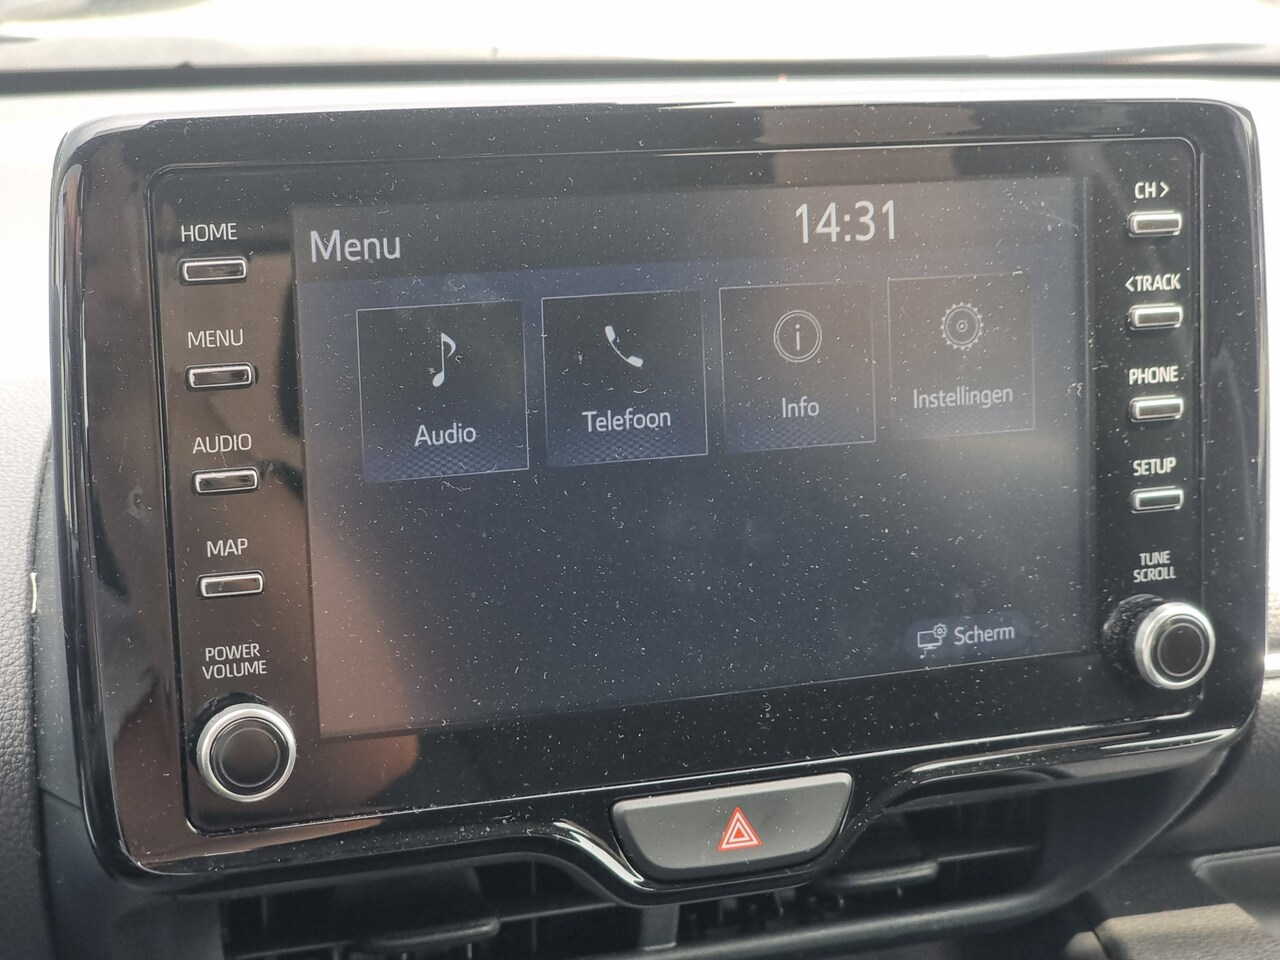 HOME
MENU
AUDIO
MAP
POWER
VOLUME
Menu
14:31
Audio
Telefoon
Info
Instellingen
Scherm
CH >
< TRACK
PHONE
SETUP
TUNE
SCROLL